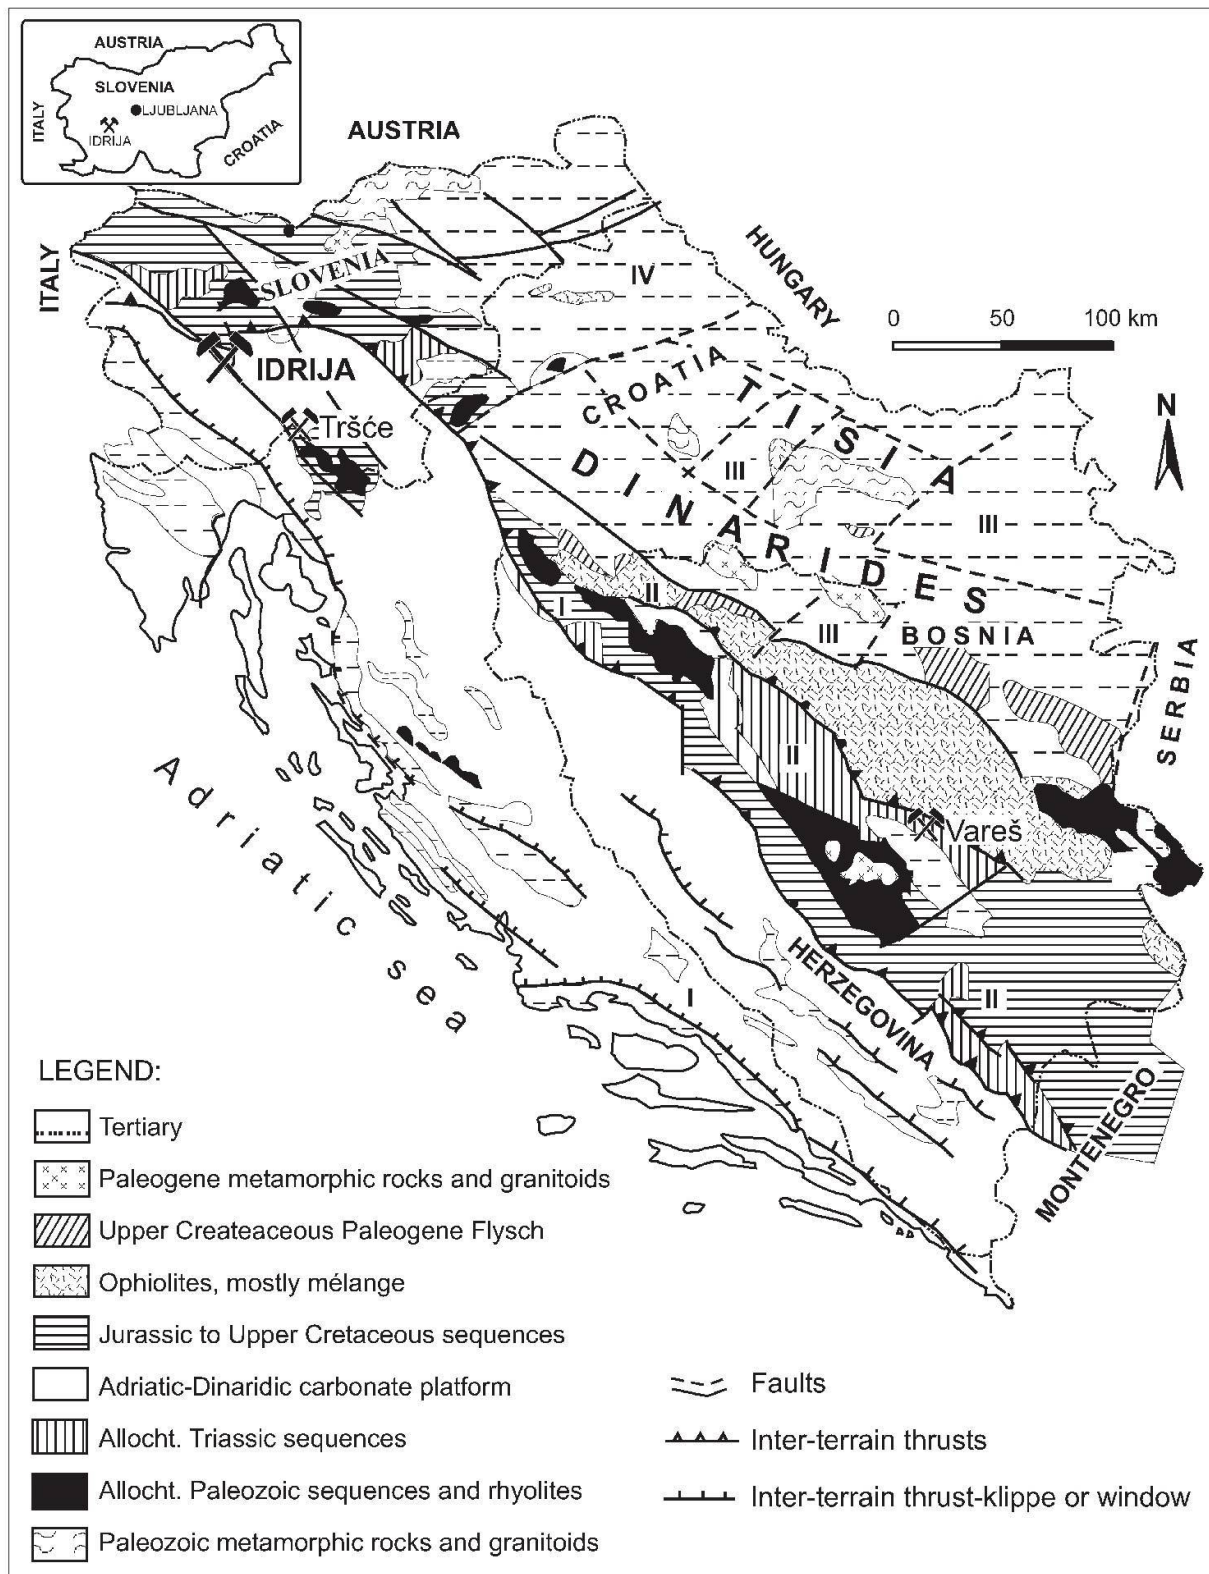 AUSTRIA
SLOVENIA
LJUBLJANA
IDRIJA
ITALY
CROATIA
AUSTRIA
HUNGARY
ITALY
SLOVENIA
IV
0 50 100 km
N
IDRIJA
Tršće
CROATIA
TISIA
DINARIDES
III
III
III
BOSNIA
SERBIA
I
II
II
Vareš
Adriatic sea
HERZEGOVINA
I
II
MONTENEGRO
LEGEND:
Tertiary
Paleogene metamorphic rocks and granitoids
Upper Createaceous Paleogene Flysch
Ophiolites, mostly mélange
Jurassic to Upper Cretaceous sequences
Adriatic-Dinaridic carbonate platform
Allocht. Triassic sequences
Allocht. Paleozoic sequences and rhyolites
Paleozoic metamorphic rocks and granitoids
Faults
Inter-terrain thrusts
Inter-terrain thrust-klippe or window